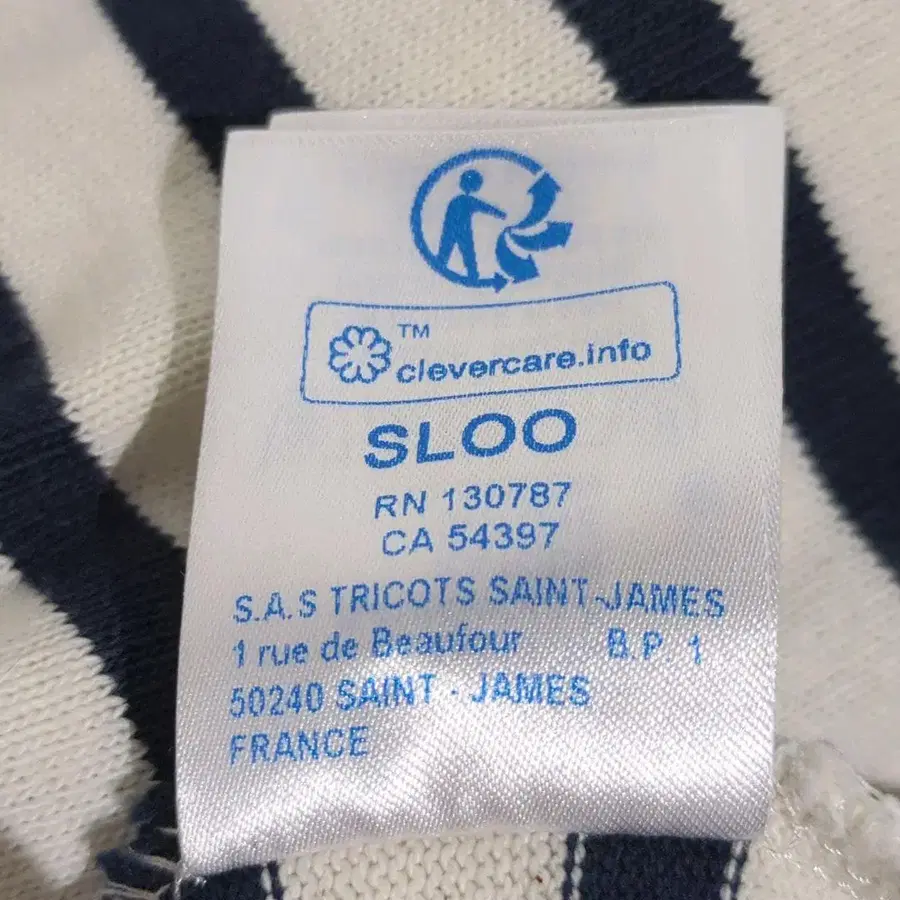 TM
clevercare.info
SLOO
RN 130787
CA 54397
S.A.S TRICOTS SAINT-JAMES
1 rue de Beaufour B.P. 1
50240 SAINT - JAMES
FRANCE